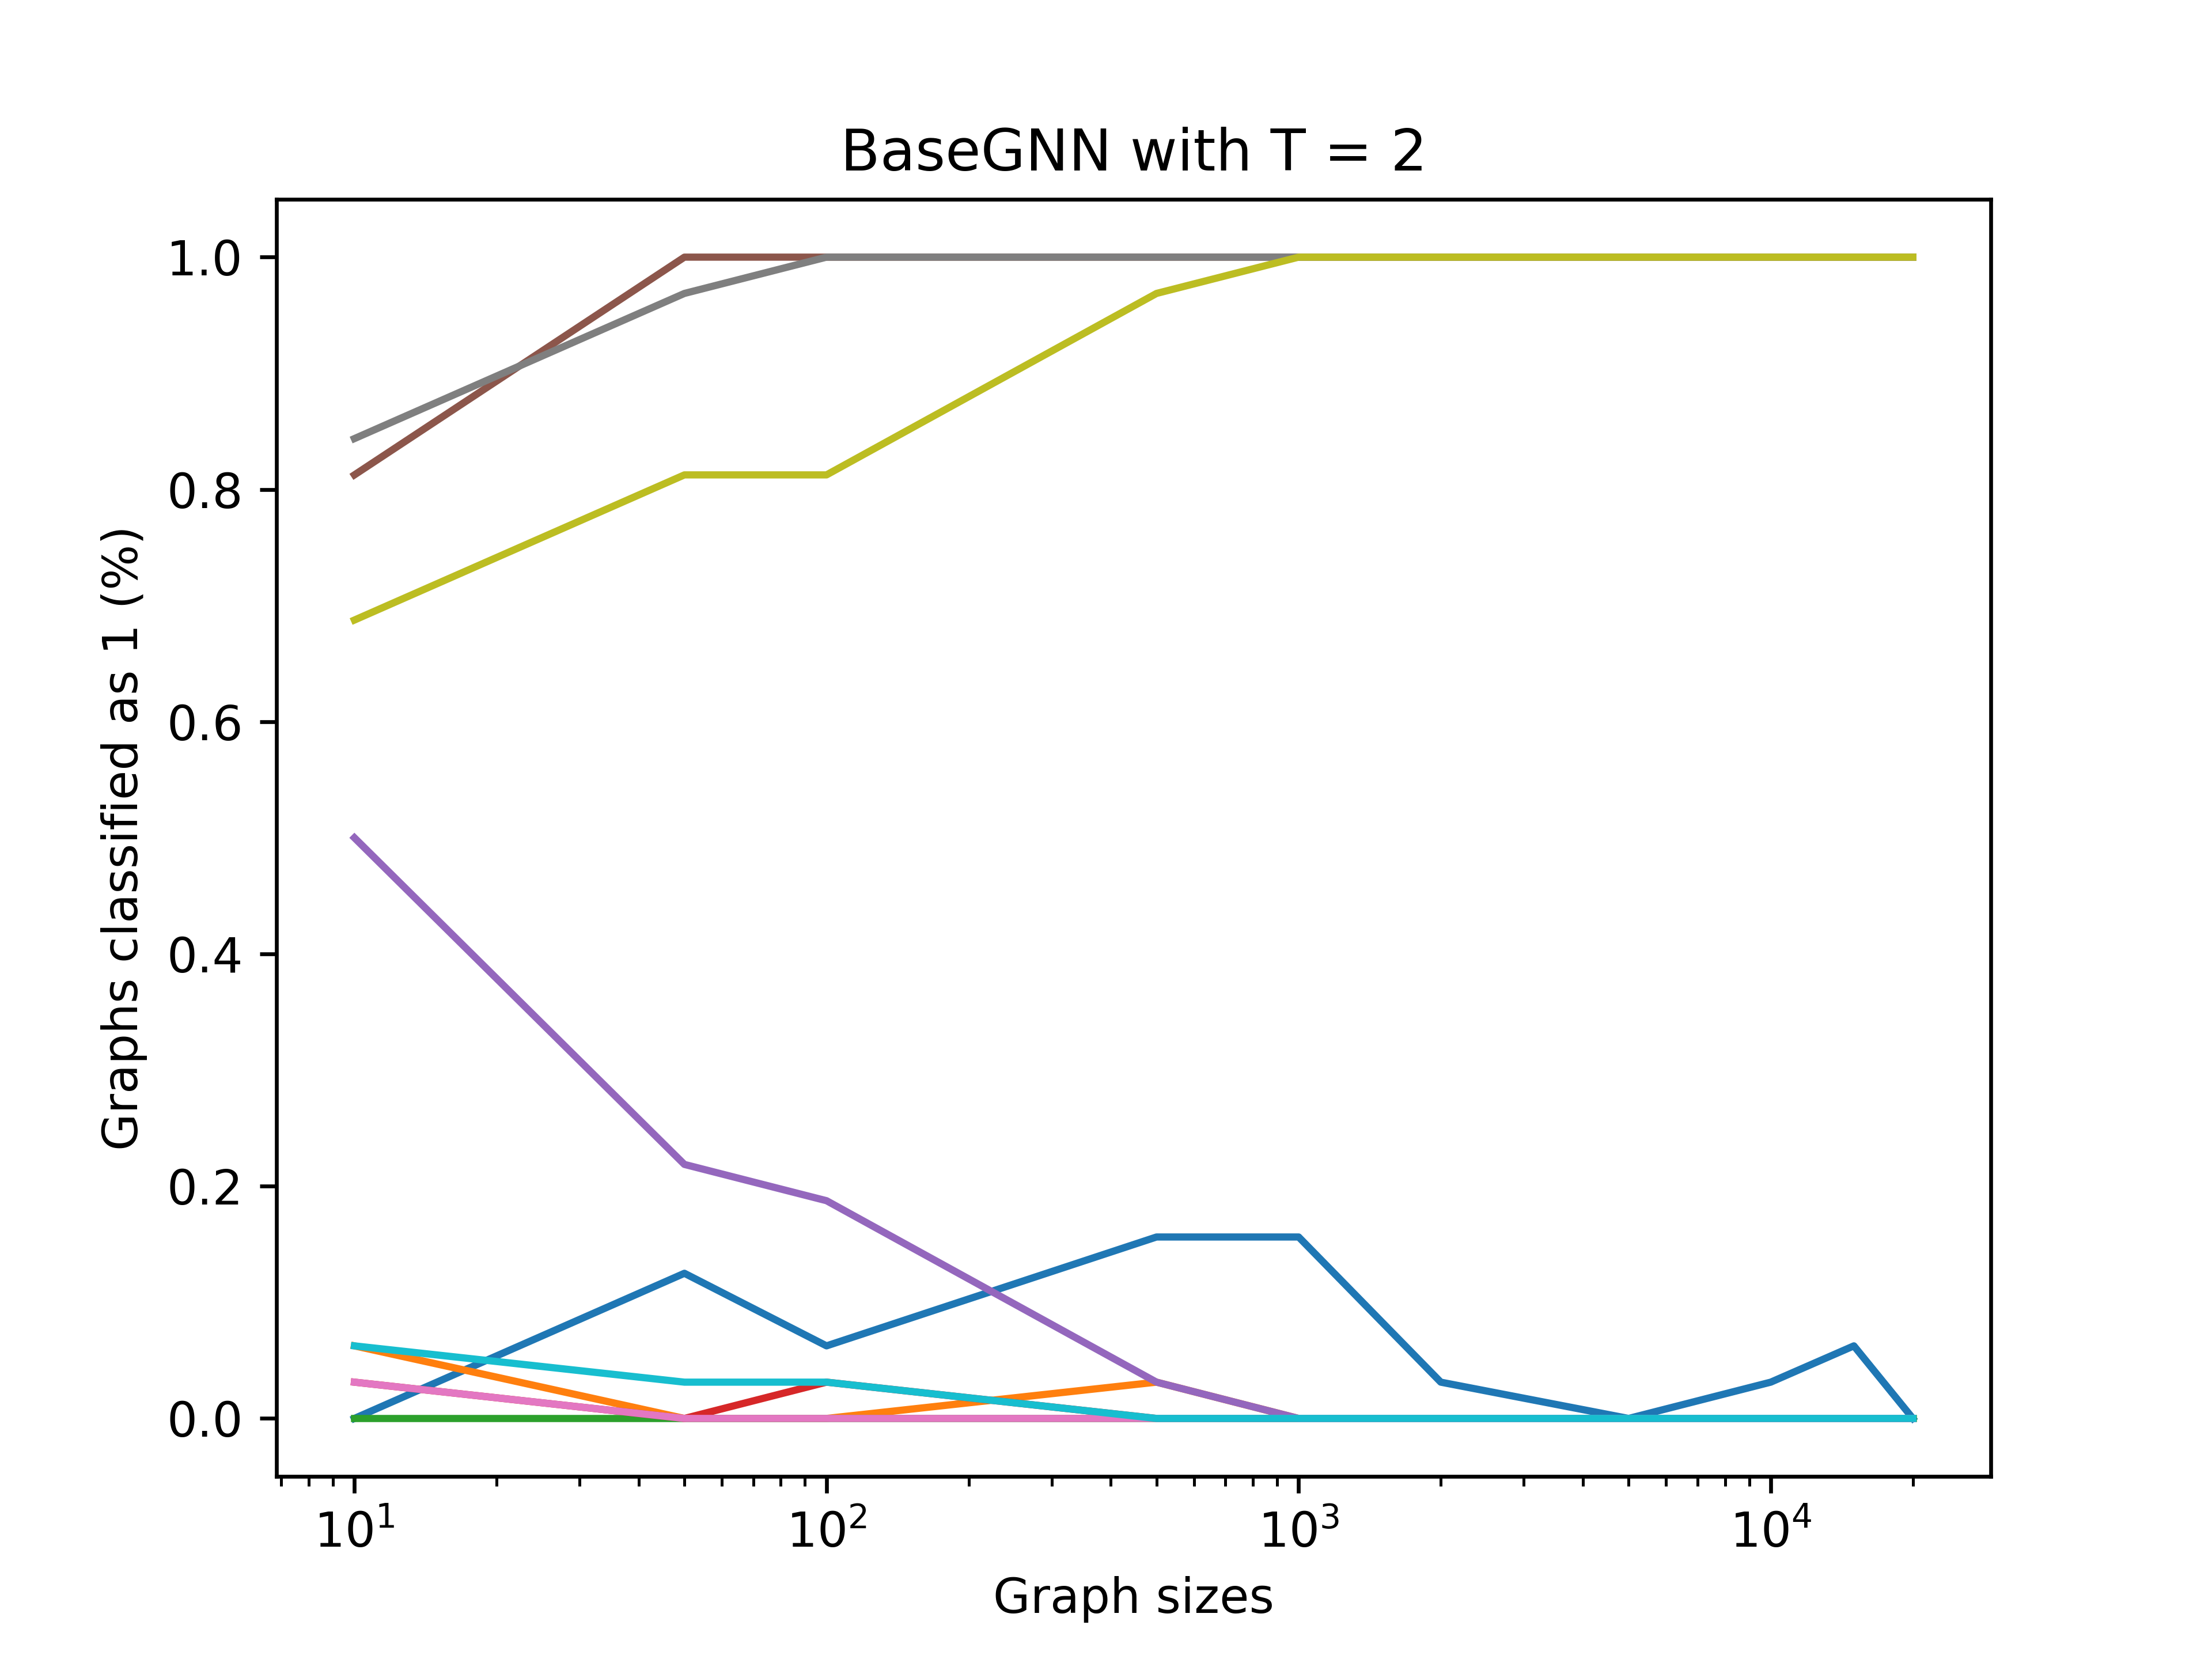 BaseGNN with T = 2
Graphs classified as 1 (%)
1.0
0.8
0.6
0.4
0.2
0.0
10¹ 10² 10³ 10⁴
Graph sizes